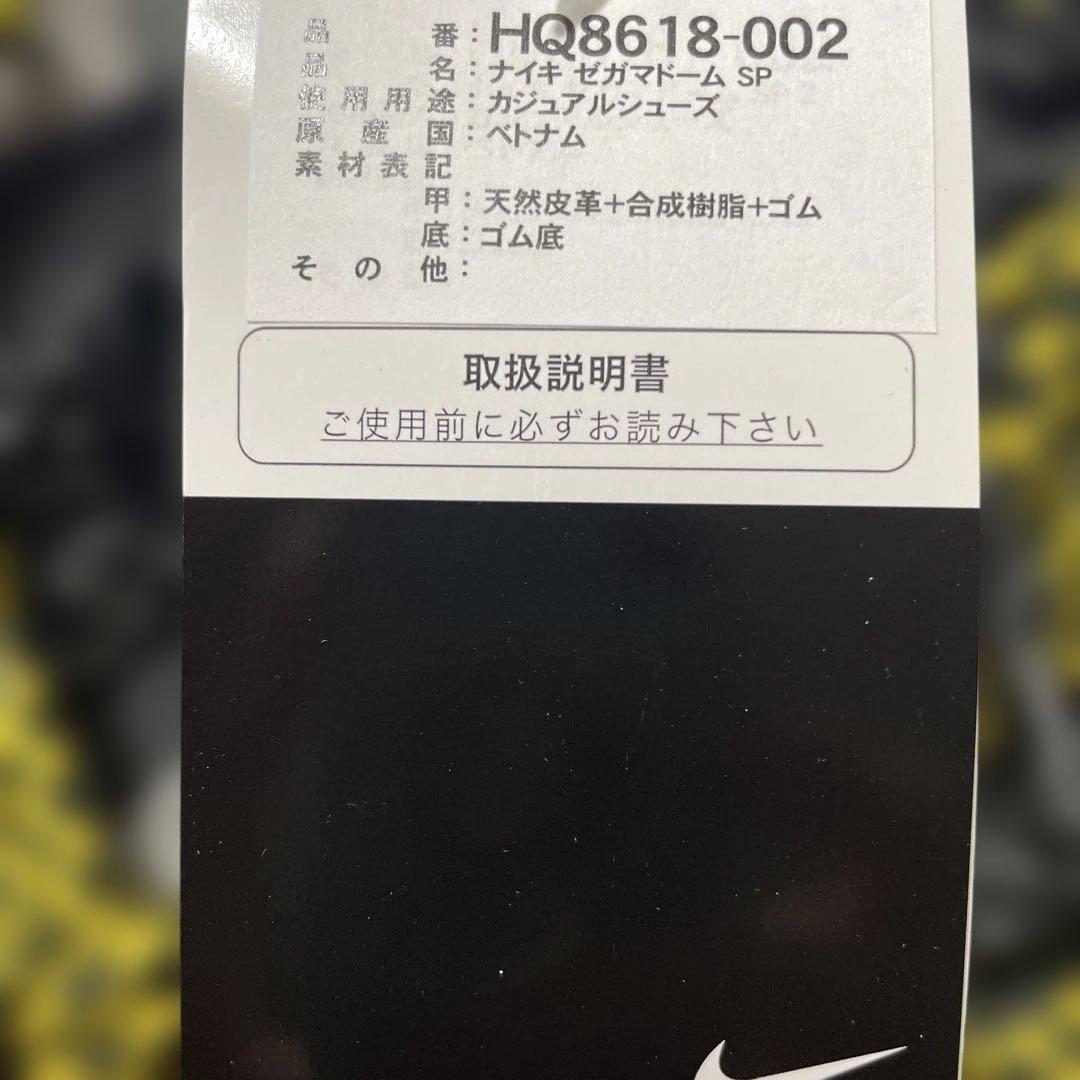 品番：HQ8618-002
品名：ナイキ ゼガマドーム SP
使用用途：カジュアルシューズ
原産国：ベトナム
素材表記
甲：天然皮革＋合成樹脂＋ゴム
底：ゴム底
その他：
取扱説明書
ご使用前に必ずお読み下さい